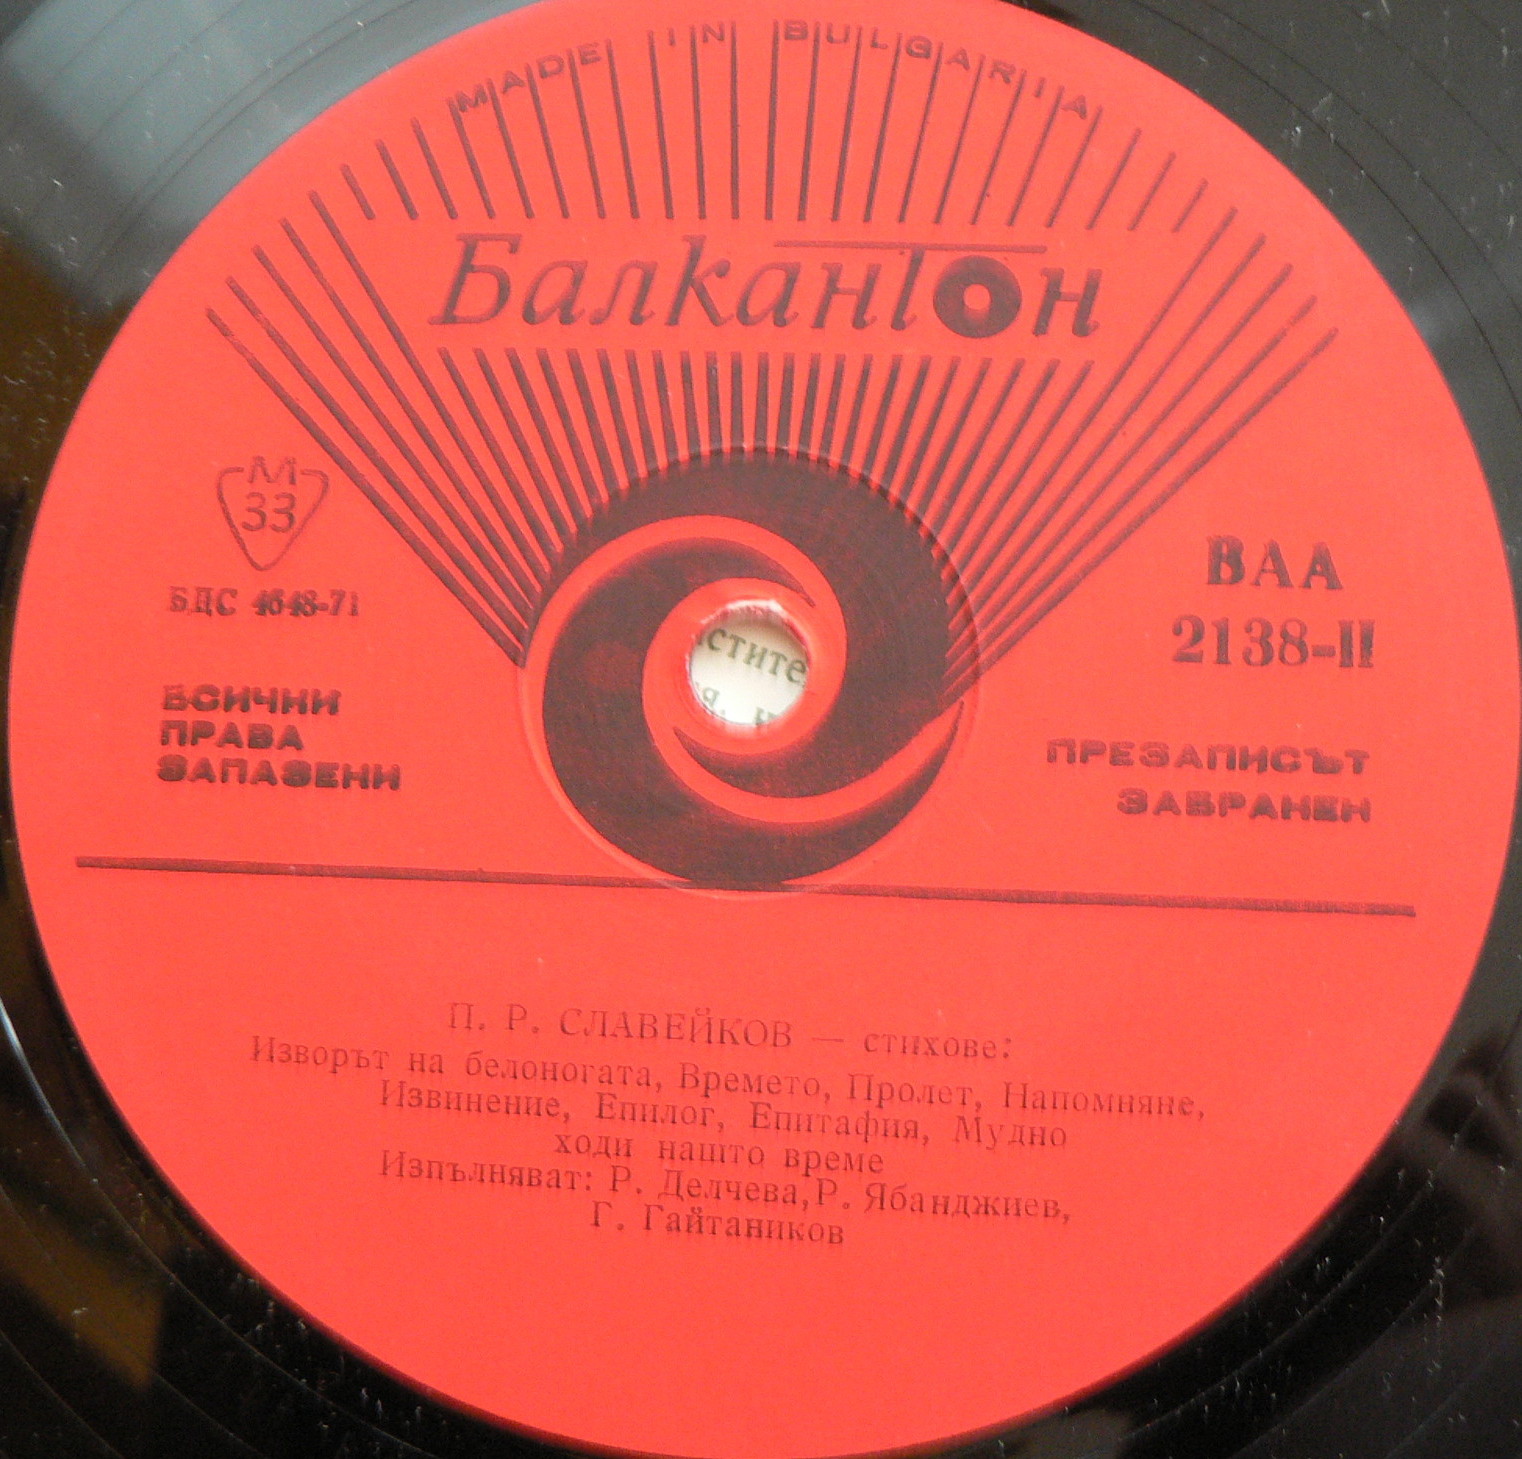 MADE IN BULGARIA
Балкантон
М
33
БДС 4648-71
ВСИЧКИ
ПРАВА
ЗАПАЗЕНИ
ВАА
2138-II
ПРЕЗАПИСЪТ
ЗАБРАНЕН
П. Р. СЛАВЕЙКОВ — стихове:
Изворът на белоногата, Времето, Пролет, Напомняне,
Извинение, Епилог, Епитафия, Мудно
ходи нашто време
Изпълняват: Р. Делчева, Р. Ябанджиев,
Г. Гайтаников